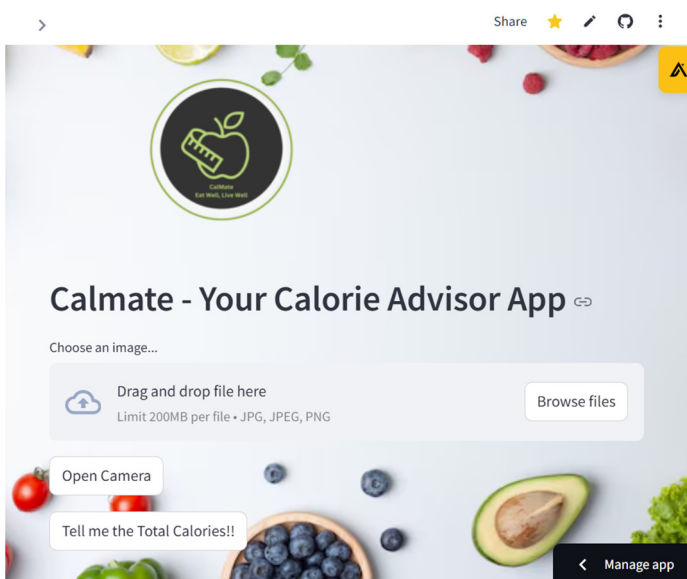 Share
CalMate
Eat Well, Live Well
Calmate - Your Calorie Advisor App
Choose an image...
Drag and drop file here
Limit 200MB per file • JPG, JPEG, PNG
Browse files
Open Camera
Tell me the Total Calories!!
Manage app